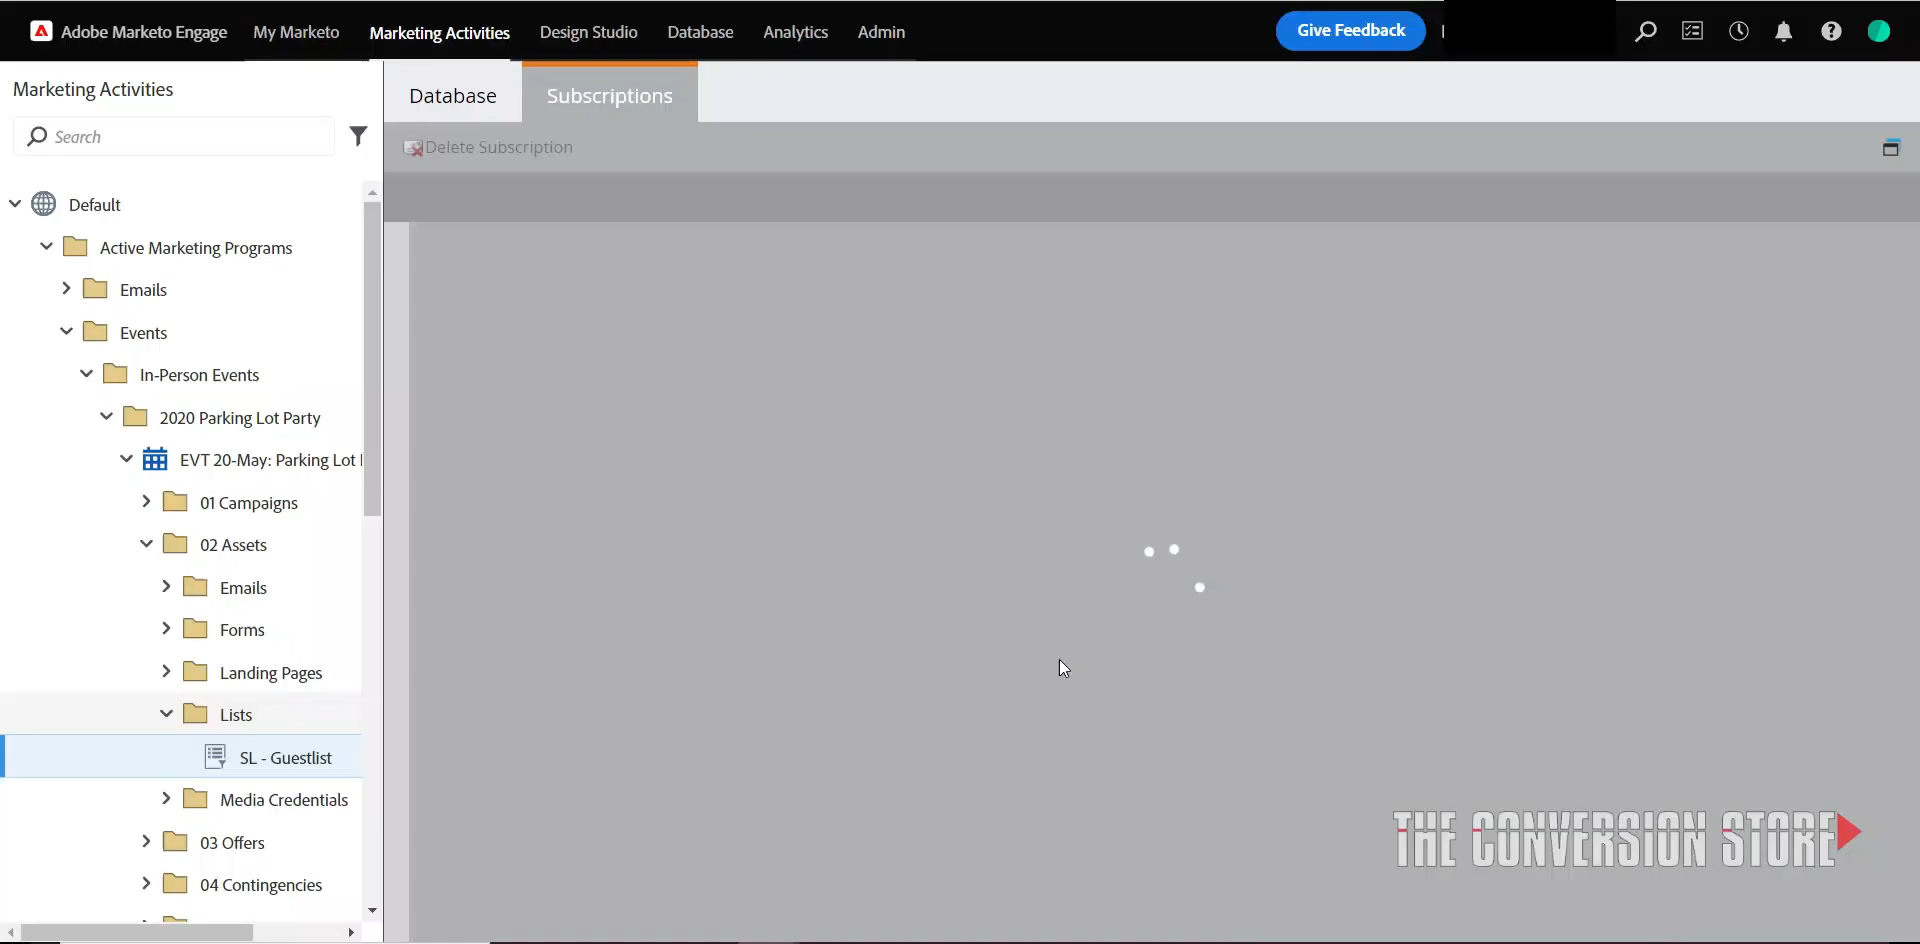 Adobe Marketo Engage
My Marketo
Marketing Activities
Design Studio
Database
Analytics
Admin
Give Feedback
Marketing Activities
Search
Database
Subscriptions
Delete Subscription
Default
Active Marketing Programs
Emails
Events
In-Person Events
2020 Parking Lot Party
EVT 20-May: Parking Lot
01 Campaigns
02 Assets
Emails
Forms
Landing Pages
Lists
SL - Guestlist
Media Credentials
03 Offers
04 Contingencies
THE CONVERSION STORE